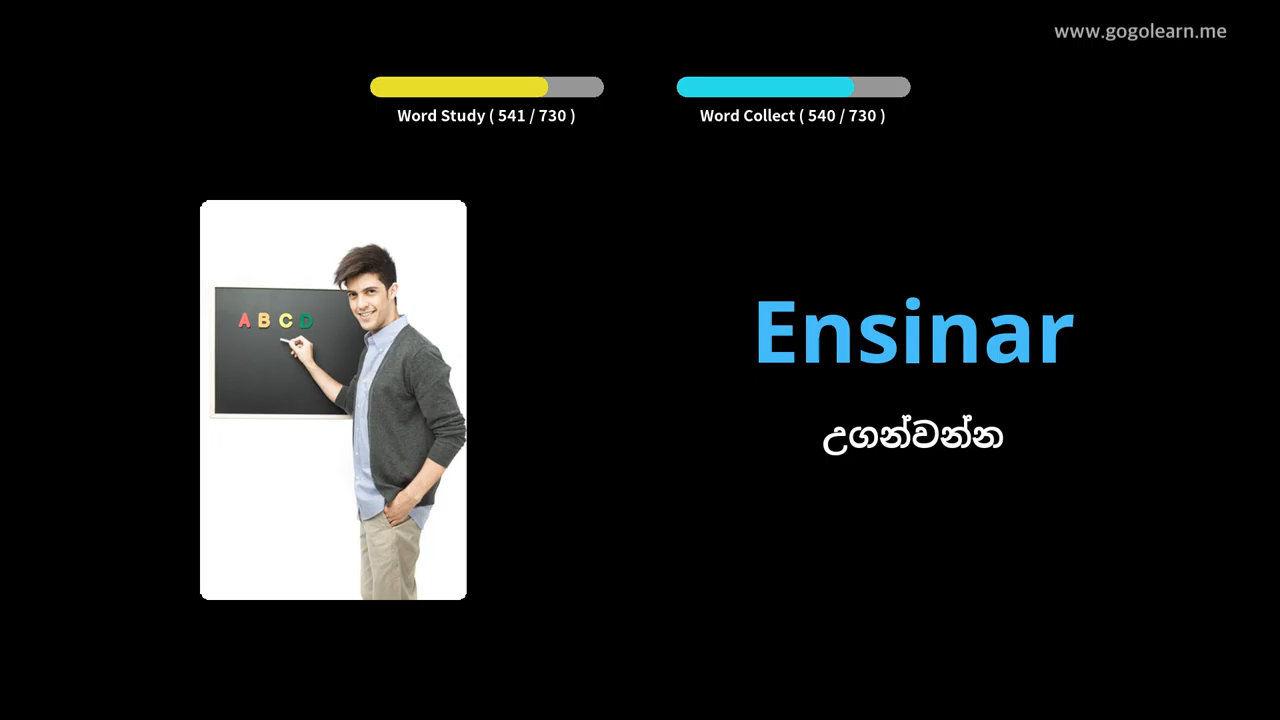 www.gogolearn.me
Word Study ( 541 / 730 )
Word Collect ( 540 / 730 )
A B C D
Ensinar
උගන්වන්න